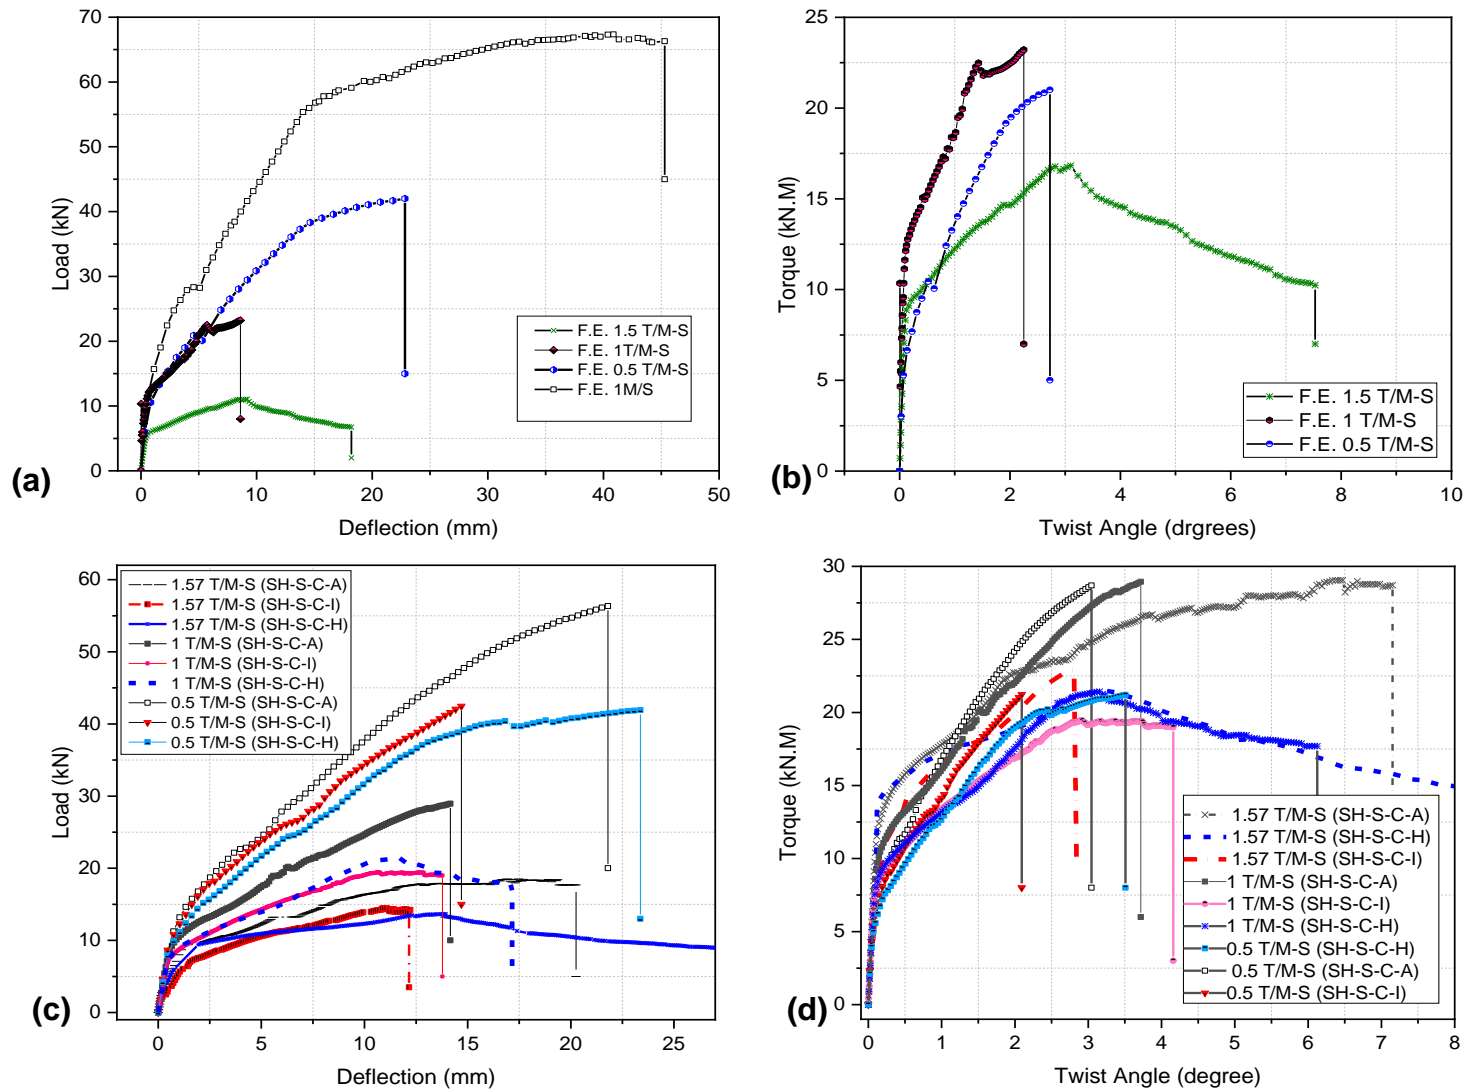 70
60
50
40
30
20
10
0
Load (kN)
0
10
20
30
40
50
Deflection (mm)
F.E. 1.5 T/M-S
F.E. 1T/M-S
F.E. 0.5 T/M-S
F.E. 1M/S
(a)
25
20
15
10
5
0
Torque (kN.M)
0
2
4
6
8
10
Twist Angle (drgrees)
F.E. 1.5 T/M-S
F.E. 1 T/M-S
F.E. 0.5 T/M-S
(b)
60
50
40
30
20
10
0
Load (kN)
0
5
10
15
20
25
Deflection (mm)
1.57 T/M-S (SH-S-C-A)
1.57 T/M-S (SH-S-C-I)
1.57 T/M-S (SH-S-C-H)
1 T/M-S (SH-S-C-A)
1 T/M-S (SH-S-C-I)
1 T/M-S (SH-S-C-H)
0.5 T/M-S (SH-S-C-A)
0.5 T/M-S (SH-S-C-I)
0.5 T/M-S (SH-S-C-H)
(c)
30
25
20
15
10
5
0
Torque (kN.M)
0
1
2
3
4
5
6
7
8
Twist Angle (degree)
1.57 T/M-S (SH-S-C-A)
1.57 T/M-S (SH-S-C-H)
1.57 T/M-S (SH-S-C-I)
1 T/M-S (SH-S-C-A)
1 T/M-S (SH-S-C-I)
1 T/M-S (SH-S-C-H)
0.5 T/M-S (SH-S-C-H)
0.5 T/M-S (SH-S-C-A)
0.5 T/M-S (SH-S-C-I)
(d)